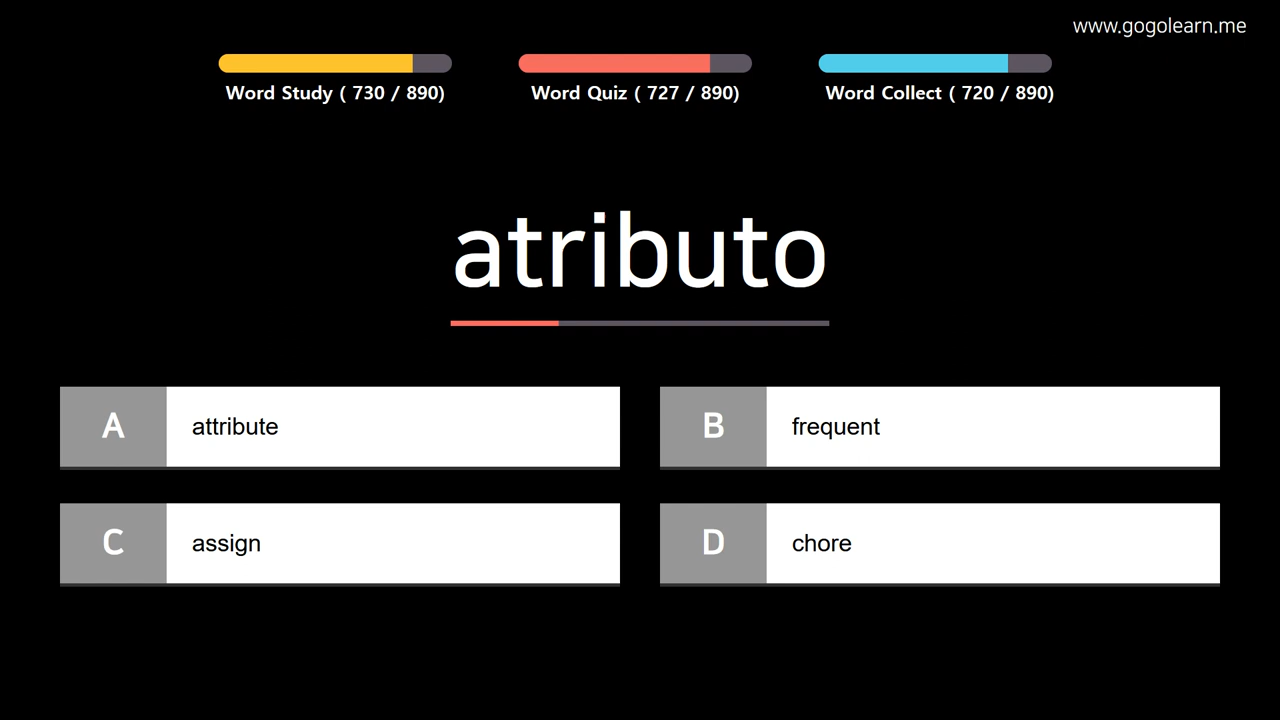 www.gogolearn.me
Word Study ( 730 / 890)
Word Quiz ( 727 / 890)
Word Collect ( 720 / 890)
atributo
A attribute
B frequent
C assign
D chore